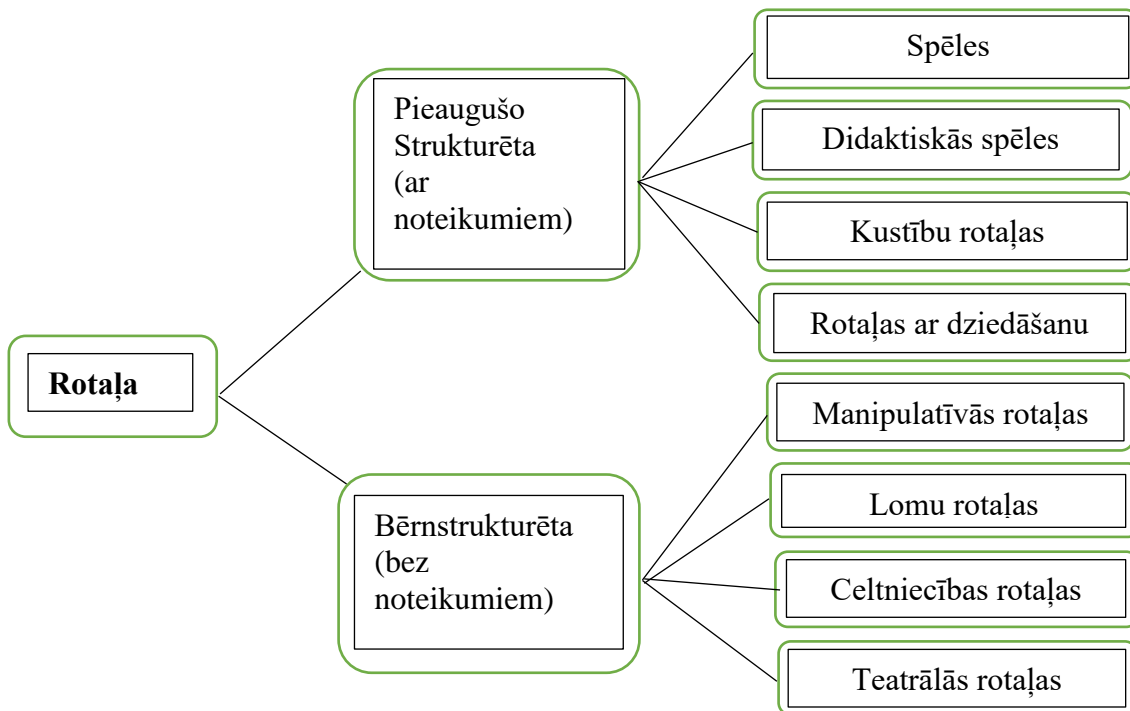 Rotaļa
Pieaugušo
Strukturēta
(ar
noteikumiem)
Spēles
Didaktiskās spēles
Kustību rotaļas
Rotaļas ar dziedāšanu
Bērnstrukturēta
(bez
noteikumiem)
Manipulatīvās rotaļas
Lomu rotaļas
Celtniecības rotaļas
Teatrālās rotaļas